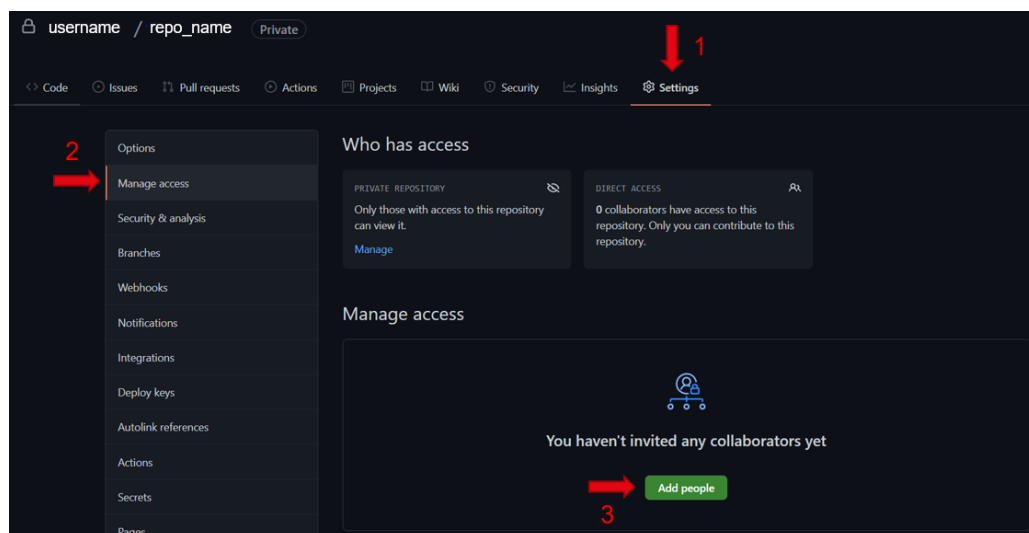 username / repo_name Private
1
Code Issues Pull requests Actions Projects Wiki Security Insights Settings
2
Options
Manage access
Security & analysis
Branches
Webhooks
Notifications
Integrations
Deploy keys
Autolink references
Actions
Secrets
Pages
Who has access
PRIVATE REPOSITORY
Only those with access to this repository
can view it.
Manage
DIRECT ACCESS
0 collaborators have access to this
repository. Only you can contribute to this
repository.
Manage access
You haven't invited any collaborators yet
Add people
3